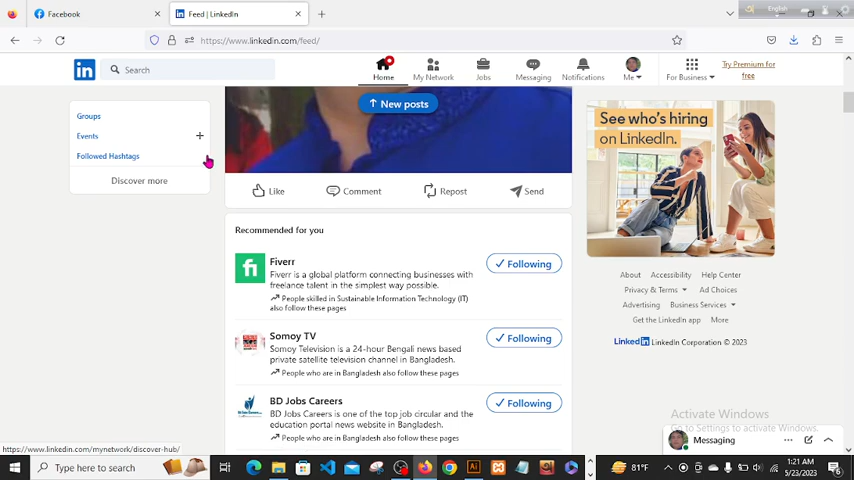 Facebook
Feed | LinkedIn
English
https://www.linkedin.com/feed/
in
Search
Home
My Network
Jobs
Messaging
Notifications
Me
For Business
Try Premium for
free
Groups
Events
Followed Hashtags
Discover more
New posts
Like
Comment
Repost
Send
Recommended for you
fi
Fiverr
Fiverr is a global platform connecting businesses with
freelance talent in the simplest way possible.
People skilled in Sustainable Information Technology (IT)
also follow these pages
Following
Somoy TV
Somoy Television is a 24-hour Bengali news based
private satellite television channel in Bangladesh.
People who are in Bangladesh also follow these pages
Following
BD Jobs Careers
BD Jobs Careers is one of the top job circular and the
education portal news website in Bangladesh.
People who are in Bangladesh also follow these pages
Following
See who's hiring
on LinkedIn.
About Accessibility Help Center
Privacy & Terms Ad Choices
Advertising Business Services
Get the LinkedIn app More
LinkedIn LinkedIn Corporation © 2023
Activate Windows
Go to Settings to activate Windows.
Messaging
https://www.linkedin.com/mynetwork/discover-hub/
Type here to search
81°F
1:21 AM
5/23/2023